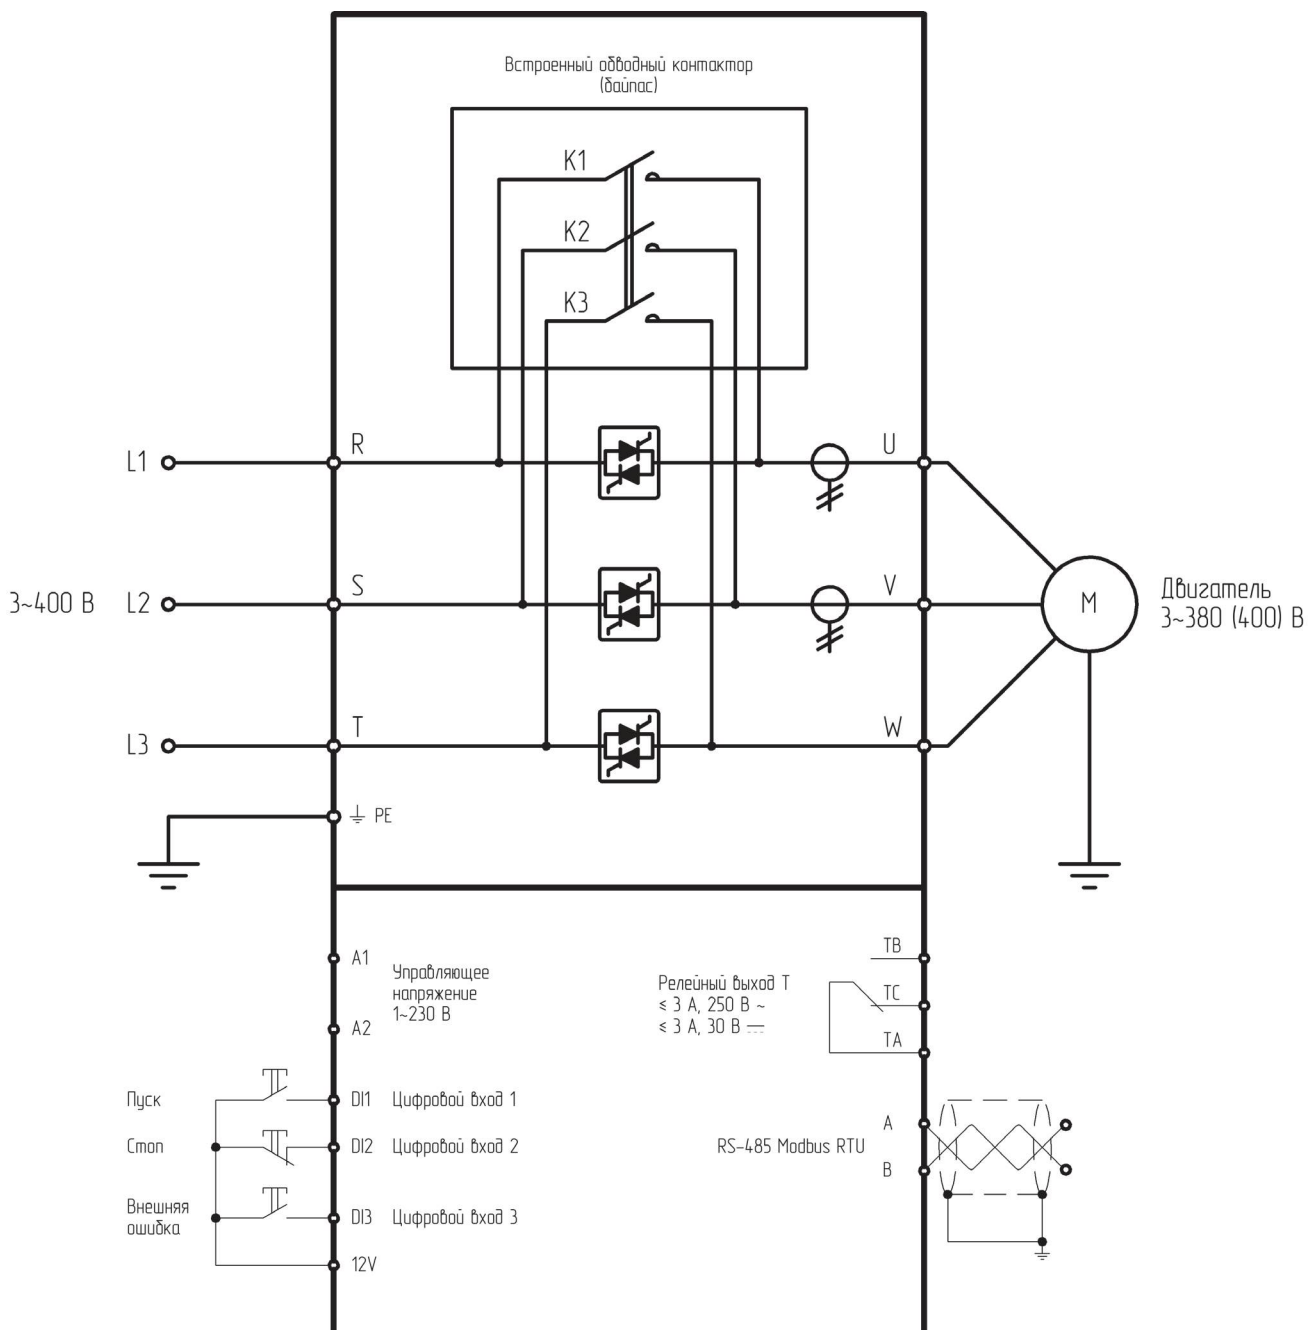 Встроенный обводный контактор
(байпас)
K1
K2
K3
R
U
L1
S
V
3~400 В
L2
M
Двигатель
3~380 (400) В
T
W
L3
PE
A1
Управляющее
напряжение
1~230 В
A2
Релейный выход Т
≤ 3 А, 250 В ~
≤ 3 А, 30 В ⎓
TB
TC
TA
Пуск
DI1
Цифровой вход 1
Стоп
DI2
Цифровой вход 2
Внешняя
ошибка
DI3
Цифровой вход 3
12V
RS-485 Modbus RTU
A
B